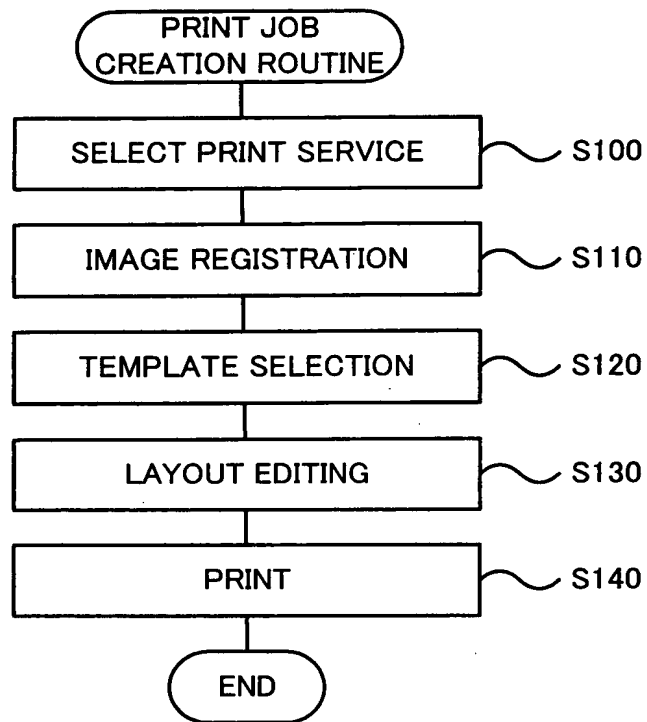 PRINT JOB
CREATION ROUTINE
SELECT PRINT SERVICE
S100
IMAGE REGISTRATION
S110
TEMPLATE SELECTION
S120
LAYOUT EDITING
S130
PRINT
S140
END